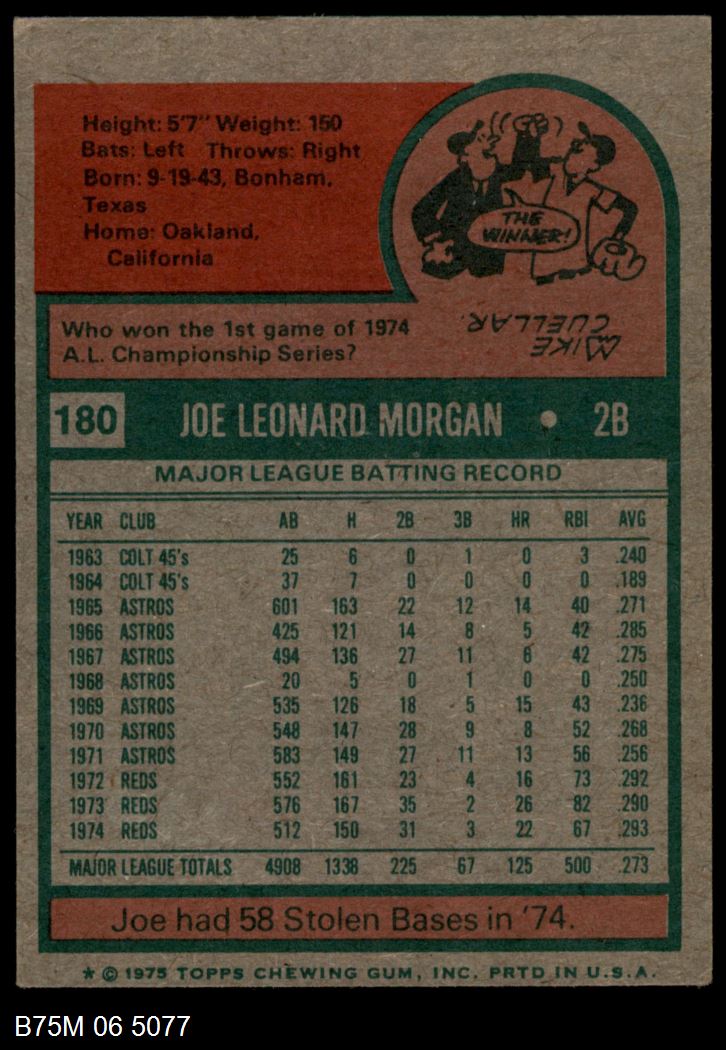 Height: 5'7" Weight: 150
Bats: Left Throws: Right
Born: 9-19-43, Bonham,
Texas
Home: Oakland,
California
THE
WINNER!
Who won the 1st game of 1974
A.L. Championship Series?
MIKE
CUELLAR.
180 JOE LEONARD MORGAN • 2B
MAJOR LEAGUE BATTING RECORD
YEAR CLUB AB H 2B 3B HR RBI AVG
1963 COLT 45's 25 6 0 1 0 3 .240
1964 COLT 45's 37 7 0 0 0 0 .189
1965 ASTROS 601 163 22 12 14 40 .271
1966 ASTROS 425 121 14 8 5 42 .285
1967 ASTROS 494 136 27 11 6 42 .275
1968 ASTROS 20 5 0 1 0 0 .250
1969 ASTROS 535 126 18 5 15 43 .236
1970 ASTROS 548 147 28 9 8 52 .268
1971 ASTROS 583 149 27 11 13 56 .256
1972 REDS 552 161 23 4 16 73 .292
1973 REDS 576 167 35 2 26 82 .290
1974 REDS 512 150 31 3 22 67 .293
MAJOR LEAGUE TOTALS 4908 1338 225 67 125 500 .273
Joe had 58 Stolen Bases in '74.
* © 1975 TOPPS CHEWING GUM, INC. PRTD IN U.S.A.
B75M 06 5077